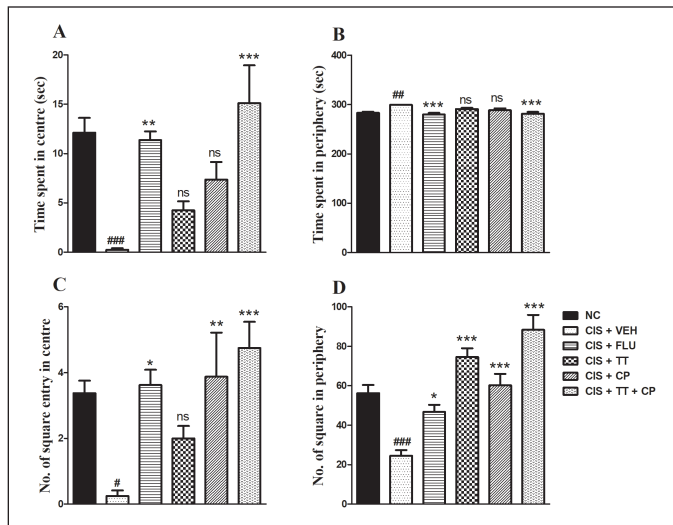 A
Time spent in centre (sec)
20
15
10
5
0
###
**
ns
ns
***
B
Time spent in periphery (sec)
400
300
200
100
0
##
***
ns
ns
***
C
No. of square entry in centre
6
4
2
0
#
*
ns
**
***
D
No. of square in periphery
100
80
60
40
20
0
###
*
***
***
***
NC
CIS + VEH
CIS + FLU
CIS + TT
CIS + CP
CIS + TT + CP